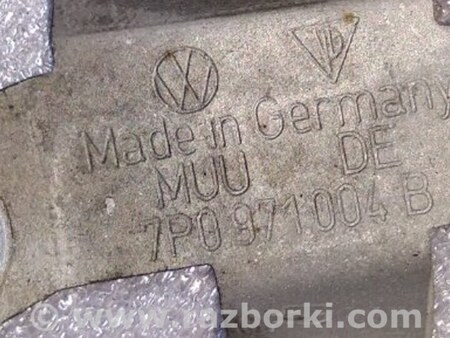 Made in Germany
MUU DE
7P0 971 004 B
© www.razborki.com